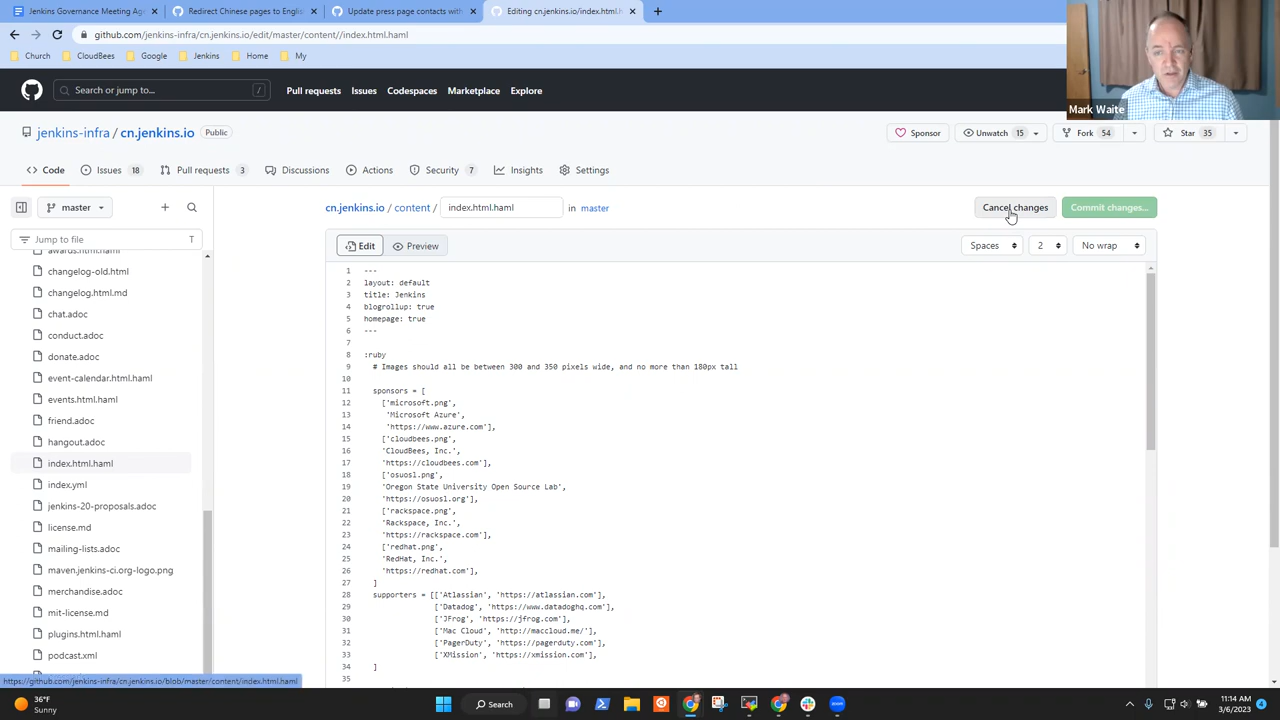 Jenkins Governance Meeting Ag
Redirect Chinese pages to Englis
Update press page contacts with
Editing cn.jenkins.io/index.html.
github.com/jenkins-infra/cn.jenkins.io/edit/master/content//index.html.haml
Church
CloudBees
Google
Jenkins
Home
My
Mark Waite
Search or jump to...
/
Pull requests
Issues
Codespaces
Marketplace
Explore
jenkins-infra / cn.jenkins.io
Public
Sponsor
Unwatch 15
Fork 54
Star 35
Code
Issues 18
Pull requests 3
Discussions
Actions
Security 7
Insights
Settings
master
cn.jenkins.io / content / index.html.haml in master
Cancel changes
Commit changes...
Jump to file
T
Edit
Preview
Spaces
2
No wrap
awards.html.haml
changelog-old.html
changelog.html.md
chat.adoc
conduct.adoc
donate.adoc
event-calendar.html.haml
events.html.haml
friend.adoc
hangout.adoc
index.html.haml
index.yml
jenkins-20-proposals.adoc
license.md
mailing-lists.adoc
maven.jenkins-ci.org-logo.png
merchandise.adoc
mit-license.md
plugins.html.haml
podcast.xml
1 ---
2 layout: default
3 title: Jenkins
4 blogrollup: true
5 homepage: true
6 ---
7
8 :ruby
9 # Images should all be between 300 and 350 pixels wide, and no more than 180px tall
10
11 sponsors = [
12 ['microsoft.png',
13 'Microsoft Azure',
14 'https://www.azure.com'],
15 ['cloudbees.png',
16 'CloudBees, Inc.',
17 'https://cloudbees.com'],
18 ['osuosl.png',
19 'Oregon State University Open Source Lab',
20 'https://osuosl.org'],
21 ['rackspace.png',
22 'Rackspace, Inc.',
23 'https://rackspace.com'],
24 ['redhat.png',
25 'RedHat, Inc.',
26 'https://redhat.com'],
27 ]
28 supporters = [['Atlassian', 'https://atlassian.com'],
29 ['Datadog', 'https://www.datadoghq.com'],
30 ['JFrog', 'https://jfrog.com'],
31 ['Mac Cloud', 'http://maccloud.me/'],
32 ['PagerDuty', 'https://pagerduty.com'],
33 ['XMission', 'https://xmission.com'],
34 ]
35
https://github.com/jenkins-infra/cn.jenkins.io/blob/master/content/index.html.haml
36°F
Sunny
Search
11:14 AM
3/6/2023